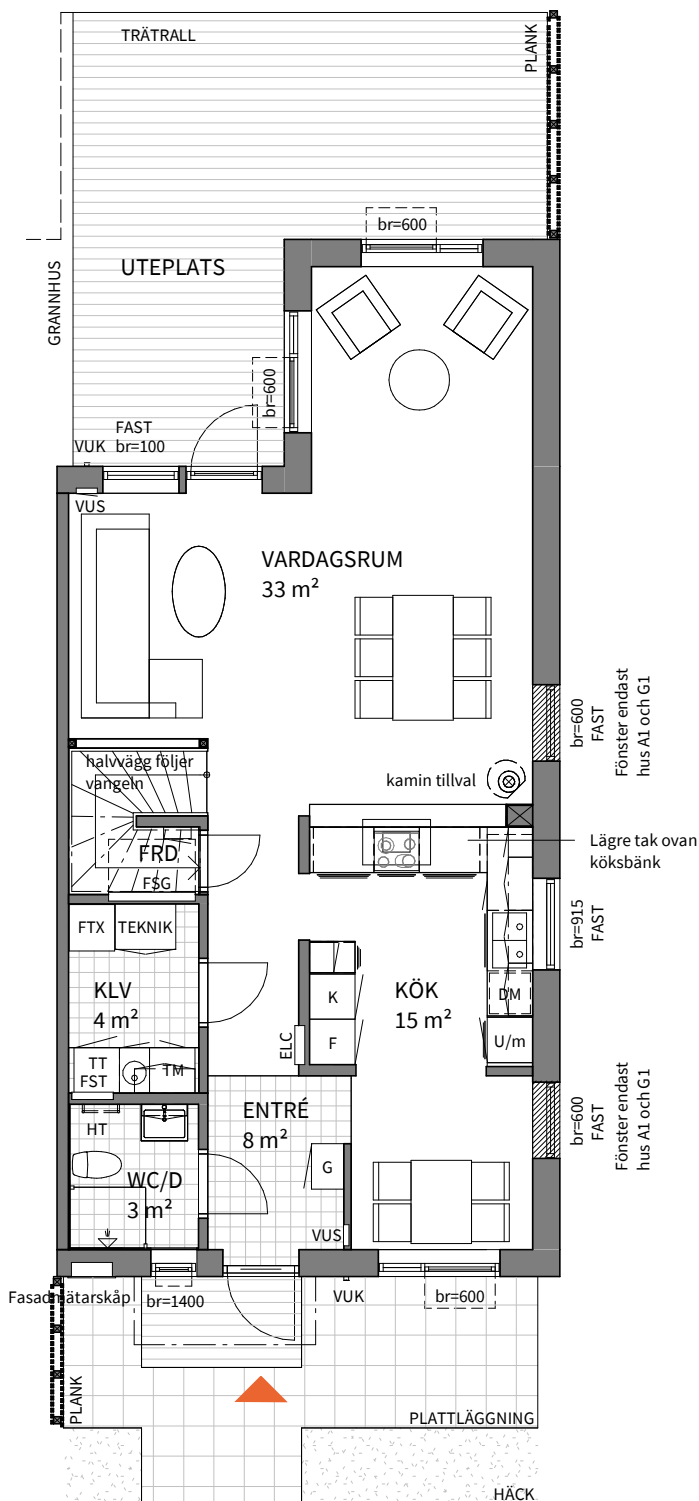 TRÄTRALL
PLANK
br=600
UTEPLATS
GRANNHUS
br=600
FAST
VUK br=100
VUS
VARDAGSRUM
33 m²
br=600
FAST
Fönster endast
hus A1 och G1
halvvägg följer
vangeln
kamin tillval
Lägre tak ovan
köksbänk
FRD
FSG
br=915
FAST
FTX
TEKNIK
KLV
4 m²
K
KÖK
15 m²
DM
F
ELC
U/m
TT
FST
TM
ENTRÉ
8 m²
br=600
FAST
Fönster endast
hus A1 och G1
HT
G
WC/D
3 m²
VUS
Fasadmätarskåp
br=1400
VUK
br=600
PLANK
PLATTLÄGGNING
HÄCK